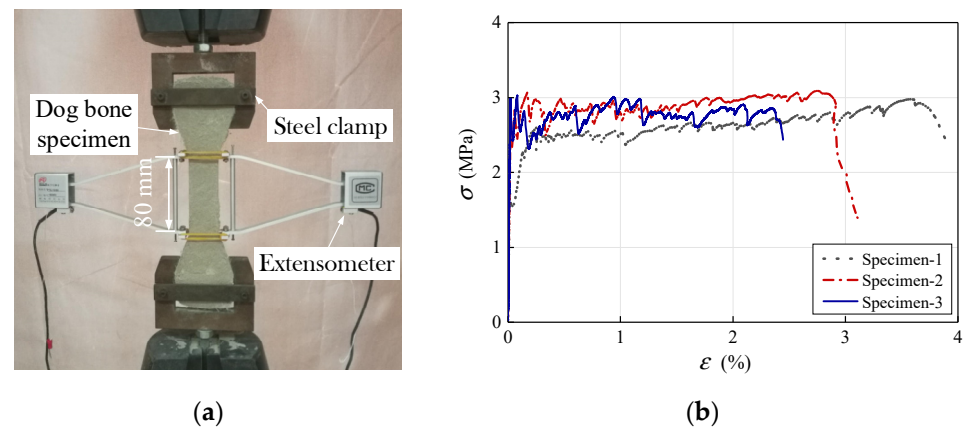 Dog bone
specimen
Steel clamp
80 mm
MC
Extensometer
(a)
σ (MPa)
4
3
2
1
0
0 1 2 3 4
ε (%)
Specimen-1
Specimen-2
Specimen-3
(b)